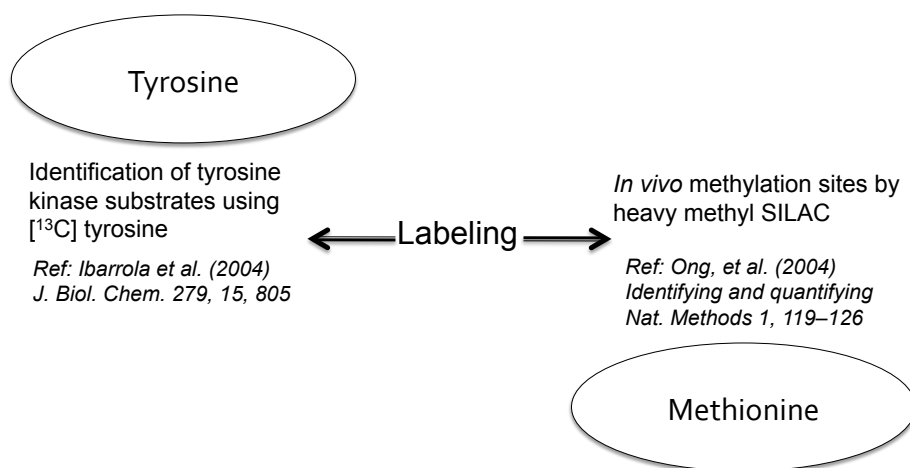 Tyrosine
Identification of tyrosine
kinase substrates using
[¹³C] tyrosine
Ref: Ibarrola et al. (2004)
J. Biol. Chem. 279, 15, 805
Labeling
In vivo methylation sites by
heavy methyl SILAC
Ref: Ong, et al. (2004)
Identifying and quantifying
Nat. Methods 1, 119–126
Methionine